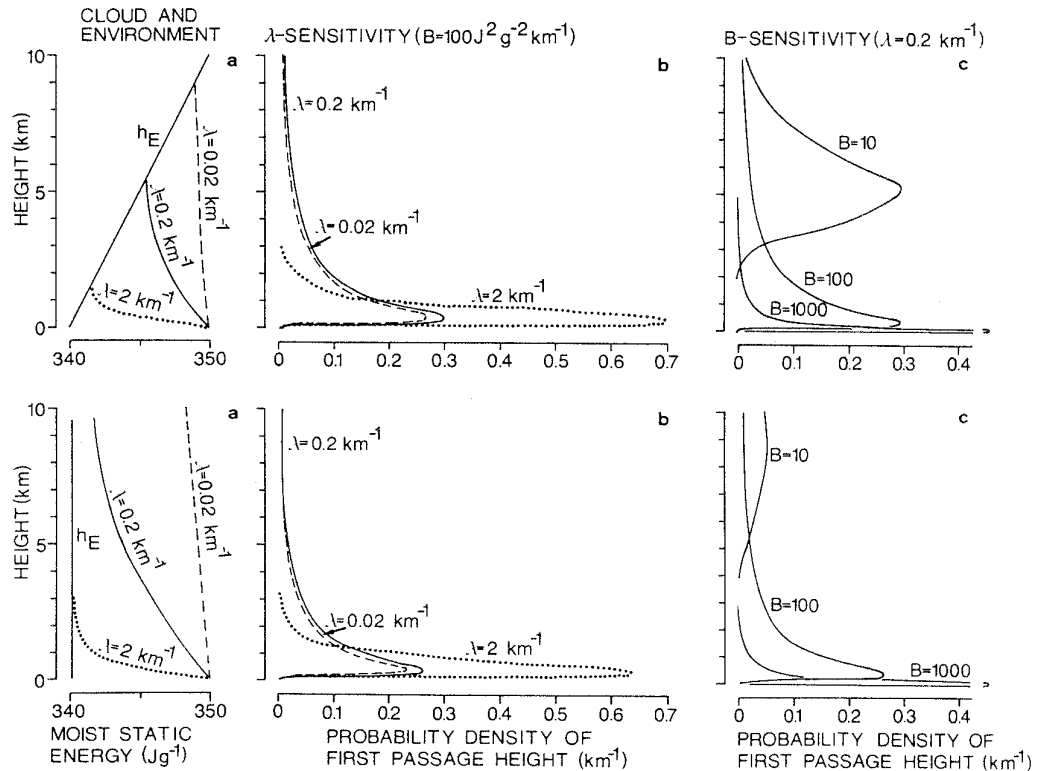 CLOUD AND
ENVIRONMENT
λ-SENSITIVITY (B=100J² g⁻² km⁻¹)
B-SENSITIVITY (λ=0.2 km⁻¹)
a
b
c
HEIGHT (km)
10
5
0
hE
λ=0.02 km⁻¹
λ=0.2 km⁻¹
λ=2 km⁻¹
340
350
λ=0.2 km⁻¹
λ=0.02 km⁻¹
λ=2 km⁻¹
0 0.1 0.2 0.3 0.4 0.5 0.6 0.7
B=10
B=100
B=1000
0 0.1 0.2 0.3 0.4
a
b
c
HEIGHT (km)
10
5
0
hE
λ=0.2 km⁻¹
λ=0.02 km⁻¹
λ=2 km⁻¹
340
350
MOIST STATIC
ENERGY (Jg⁻¹)
λ=0.2 km⁻¹
λ=0.02 km⁻¹
λ=2 km⁻¹
0 0.1 0.2 0.3 0.4 0.5 0.6 0.7
PROBABILITY DENSITY OF
FIRST PASSAGE HEIGHT (km⁻¹)
B=10
B=100
B=1000
0 0.1 0.2 0.3 0.4
PROBABILITY DENSITY OF
FIRST PASSAGE HEIGHT (km⁻¹)